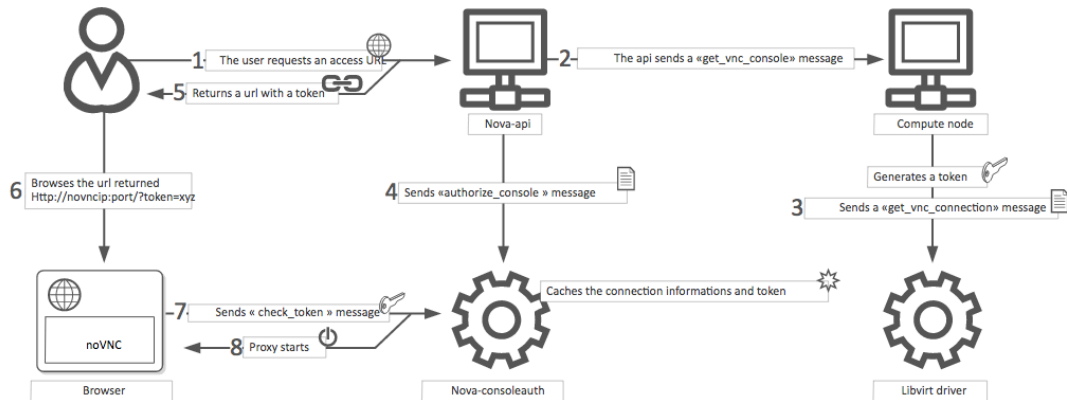 1 The user requests an access URL
2 The api sends a «get_vnc_console» message
5 Returns a url with a token
Nova-api
Compute node
6 Browses the url returned
Http://novncip:port/?token=xyz
4 Sends «authorize_console » message
Generates a token
3 Sends a «get_vnc_connection» message
Caches the connection informations and token
7 Sends « check_token » message
8 Proxy starts
noVNC
Browser
Nova-consoleauth
Libvirt driver